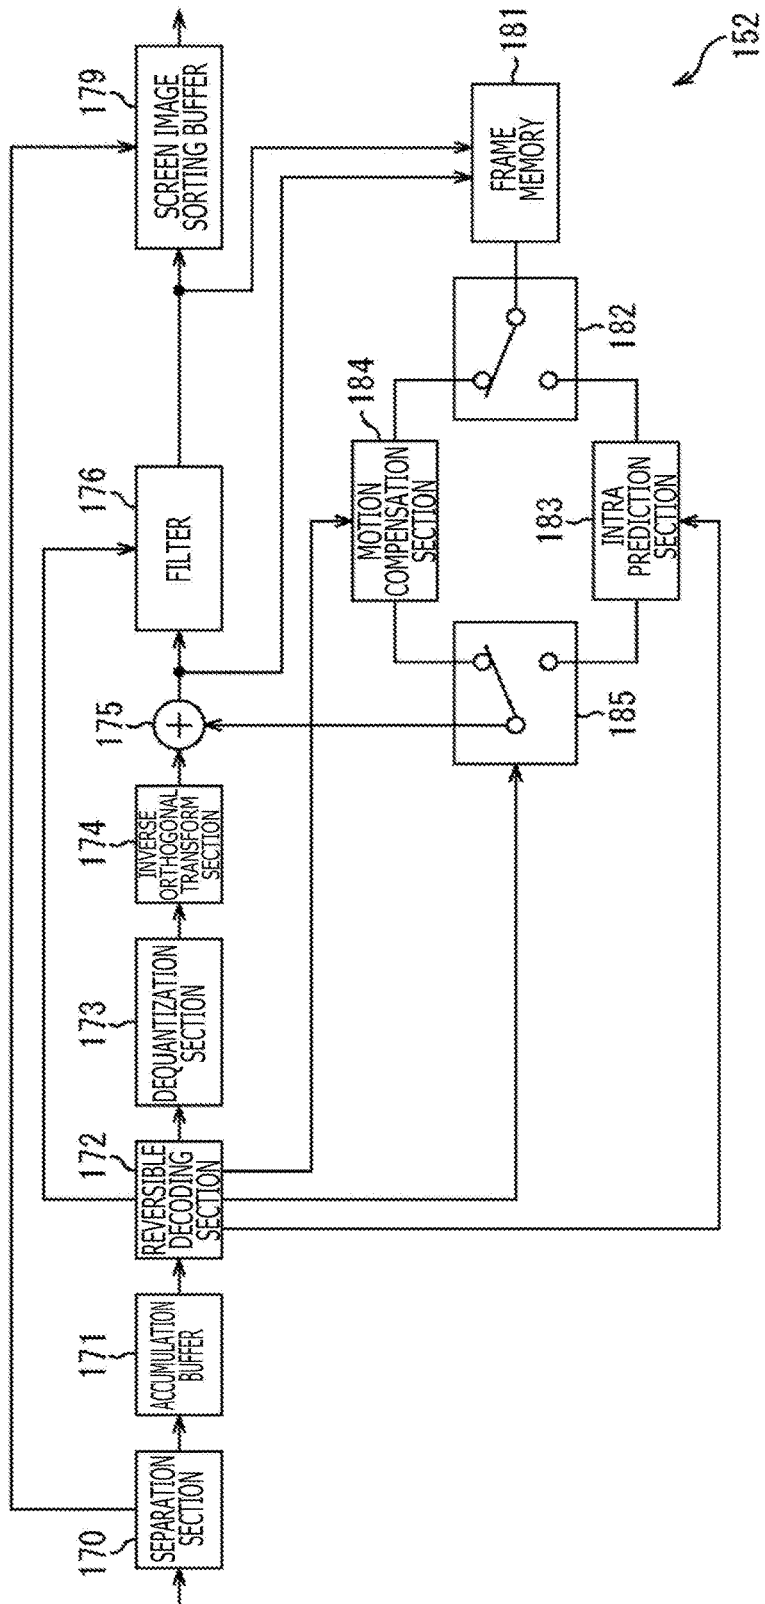 152
170
SEPARATION
SECTION
171
ACCUMULATION
BUFFER
172
REVERSIBLE
DECODING
SECTION
173
DEQUANTIZATION
SECTION
174
INVERSE
ORTHOGONAL
TRANSFORM
SECTION
175
+
176
FILTER
179
SCREEN IMAGE
SORTING BUFFER
181
FRAME
MEMORY
182
184
MOTION
COMPENSATION
SECTION
183
INTRA
PREDICTION
SECTION
185